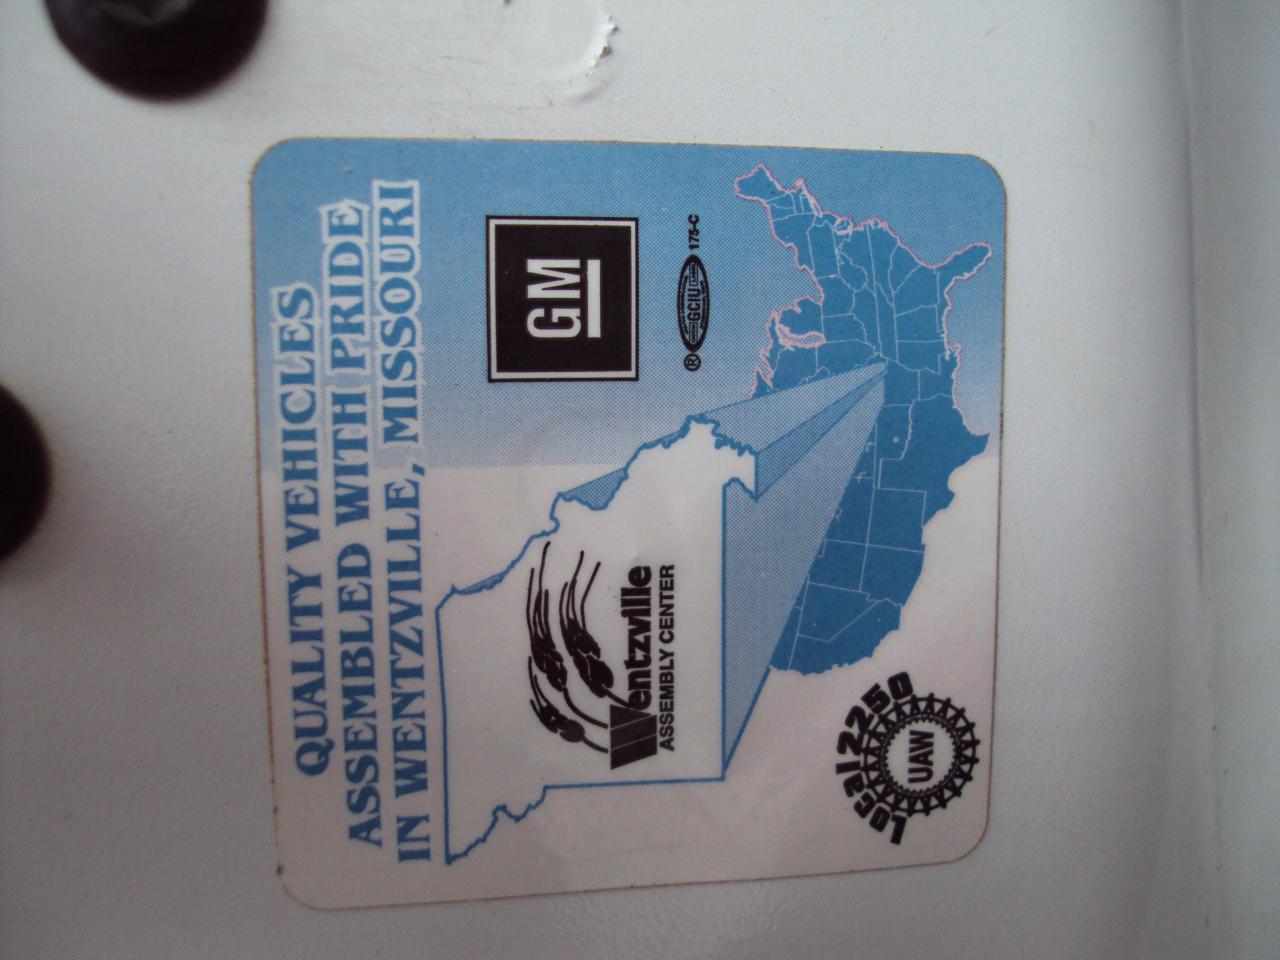 QUALITY VEHICLES
ASSEMBLED WITH PRIDE
IN WENTZVILLE, MISSOURI
GM
® GCIU 175-C
Wentzville
ASSEMBLY CENTER
Local 2250
UAW